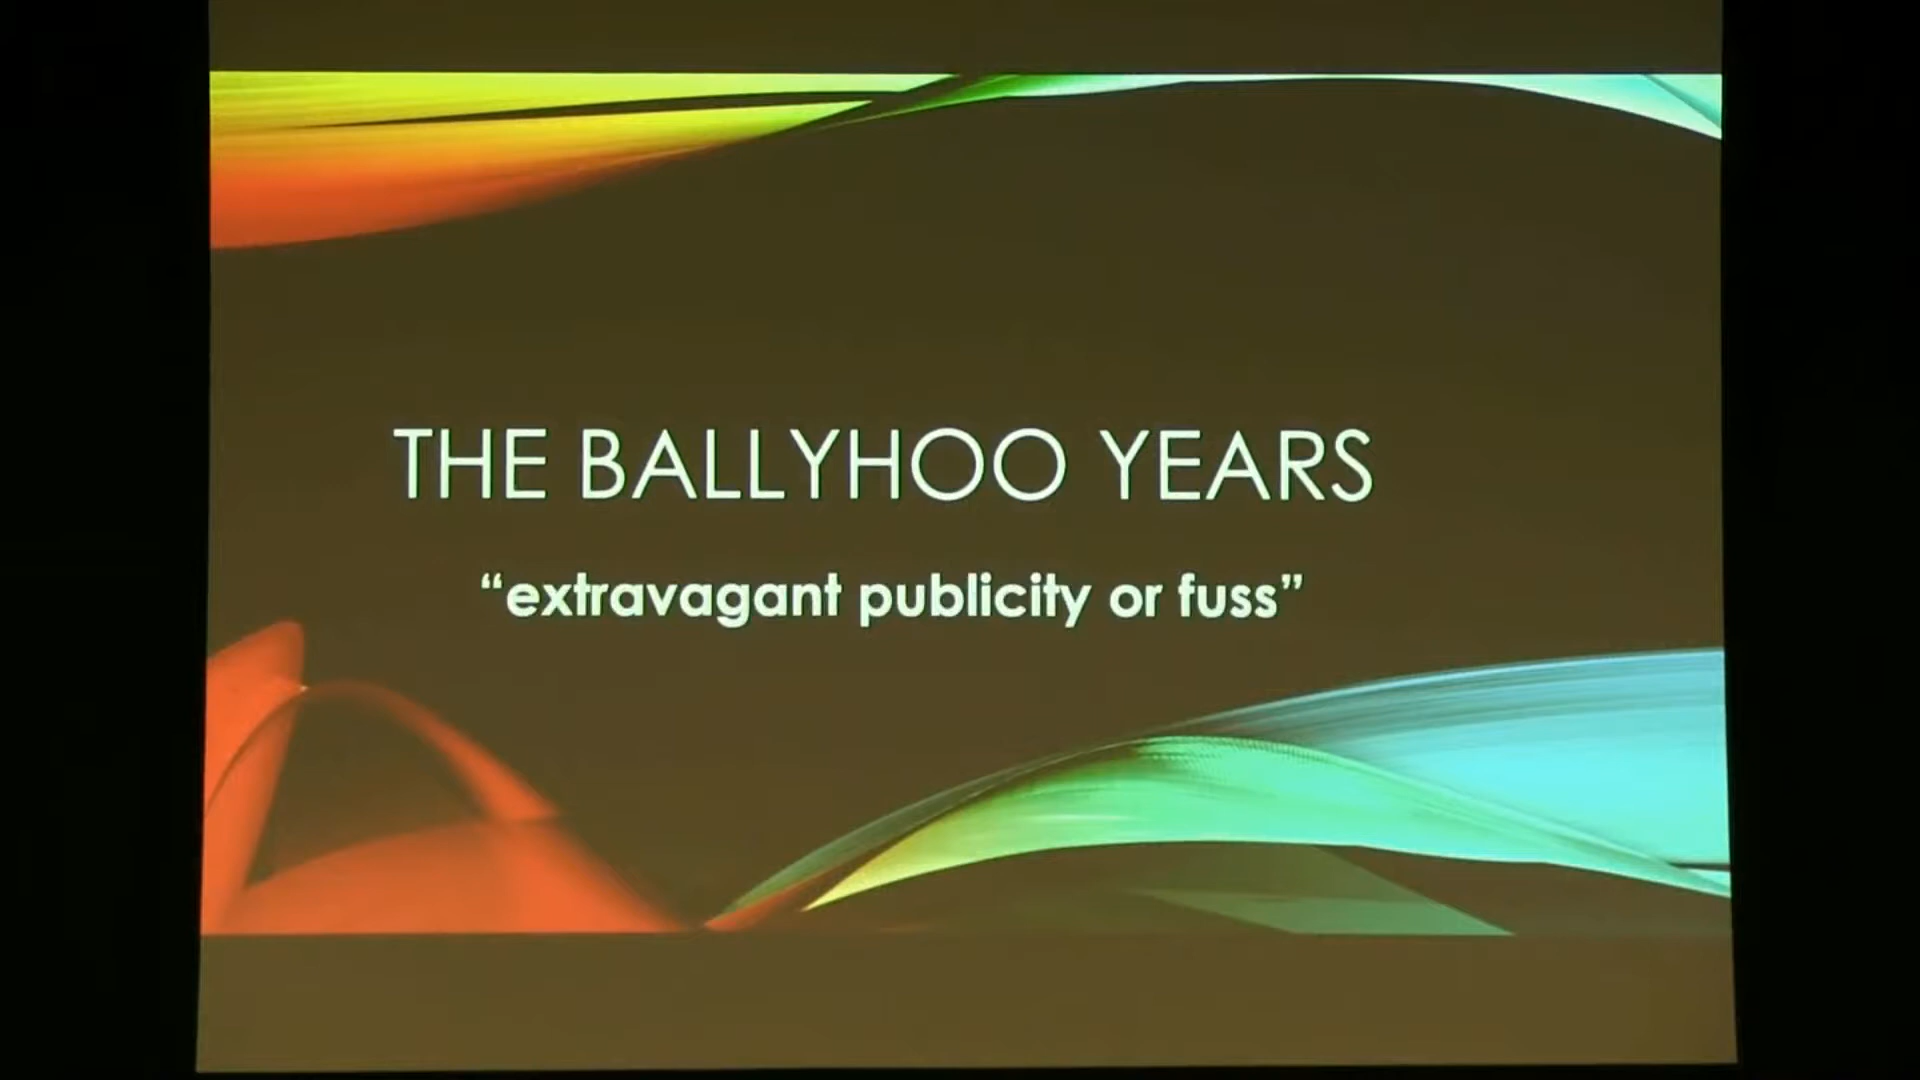 THE BALLYHOO YEARS
“extravagant publicity or fuss”